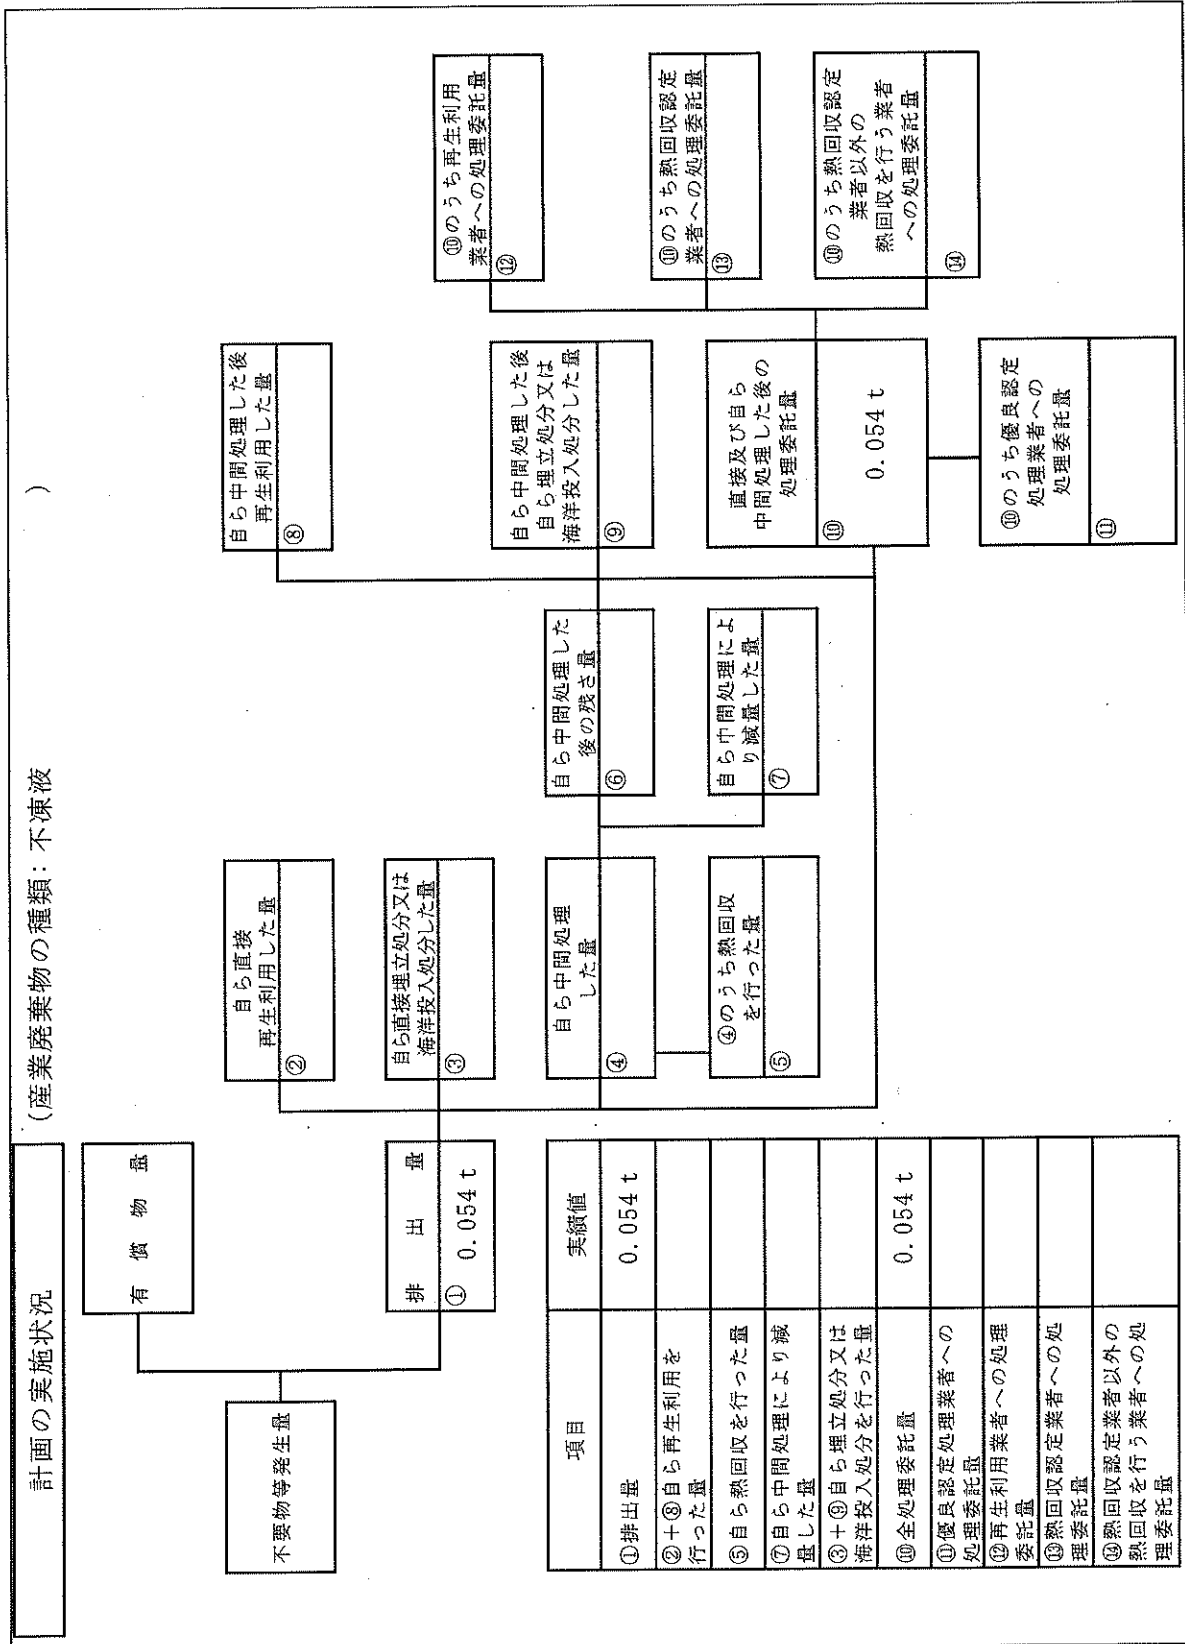 計画の実施状況
(産業廃棄物の種類: 不凍液 )
不要物等発生量
有 償 物 量
排 出 量
① 0.054 t
自ら直接
再生利用した量
②
自ら直接埋立処分又は
海洋投入処分した量
③
自ら中間処理
した量
④
④のうち熱回収
を行った量
⑤
自ら中間処理した
後の残さ量
⑥
自ら中間処理によ
り減量した量
⑦
自ら中間処理した後
再生利用した量
⑧
自ら中間処理した後
自ら埋立処分又は
海洋投入処分した量
⑨
直接及び自ら
中間処理した後の
処理委託量
⑩ 0.054 t
⑩のうち優良認定
処理業者への
処理委託量
⑪
⑩のうち再生利用
業者への処理委託量
⑫
⑩のうち熱回収認定
業者への処理委託量
⑬
⑩のうち熱回収認定
業者以外の
熱回収を行う業者
への処理委託量
⑭
項目 実績値
①排出量 0.054 t
②+⑧自ら再生利用を
行った量
⑤自ら熱回収を行った量
⑦自ら中間処理により減
量した量
③+⑨自ら埋立処分又は
海洋投入処分を行った量
⑩全処理委託量 0.054 t
⑪優良認定処理業者への
処理委託量
⑫再生利用業者への処理
委託量
⑬熱回収認定業者への処
理委託量
⑭熱回収認定業者以外の
熱回収を行う業者への処
理委託量